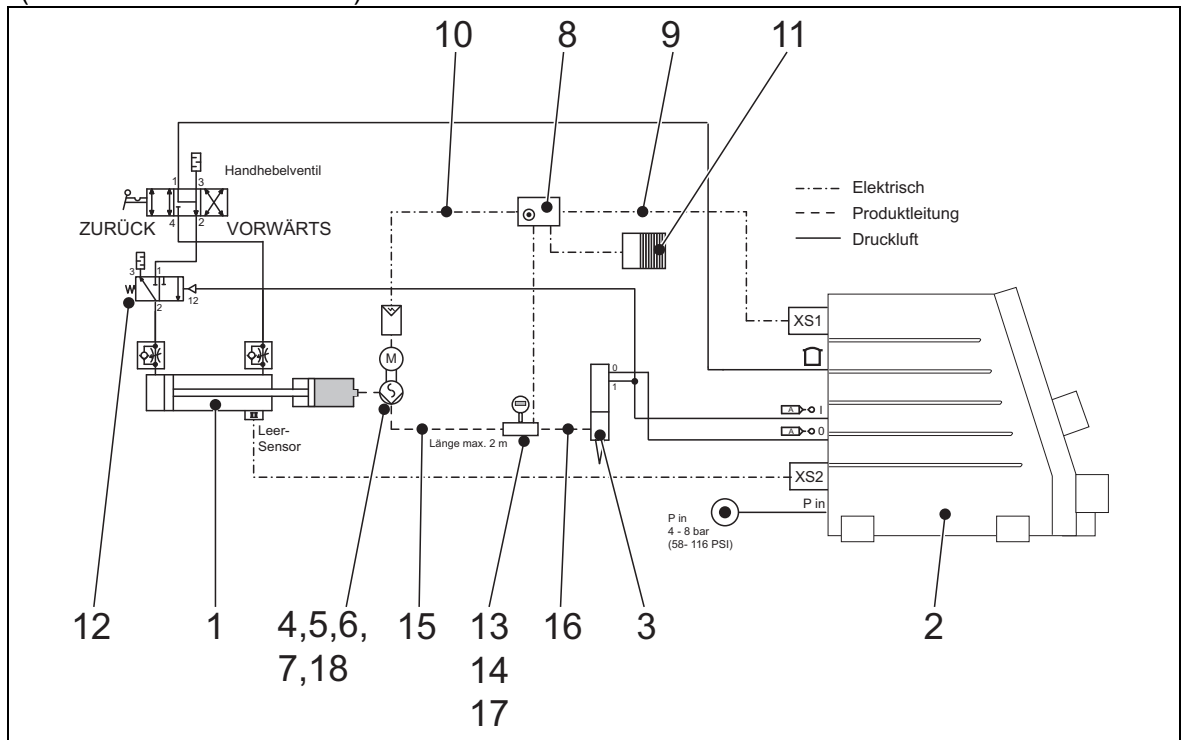 10 8 9 11
1 3
Handhebelventil
ZURÜCK 4 2 VORWÄRTS
3 1
12
2
Elektrisch
Produktleitung
Druckluft
M
XS1
0
1
A I
A 0
Leer-
Sensor
Länge max. 2 m
XS2
P in
P in
4 - 8 bar
(58- 116 PSI)
12 1 4,5,6, 15 13 16 3 2
7,18 14
17